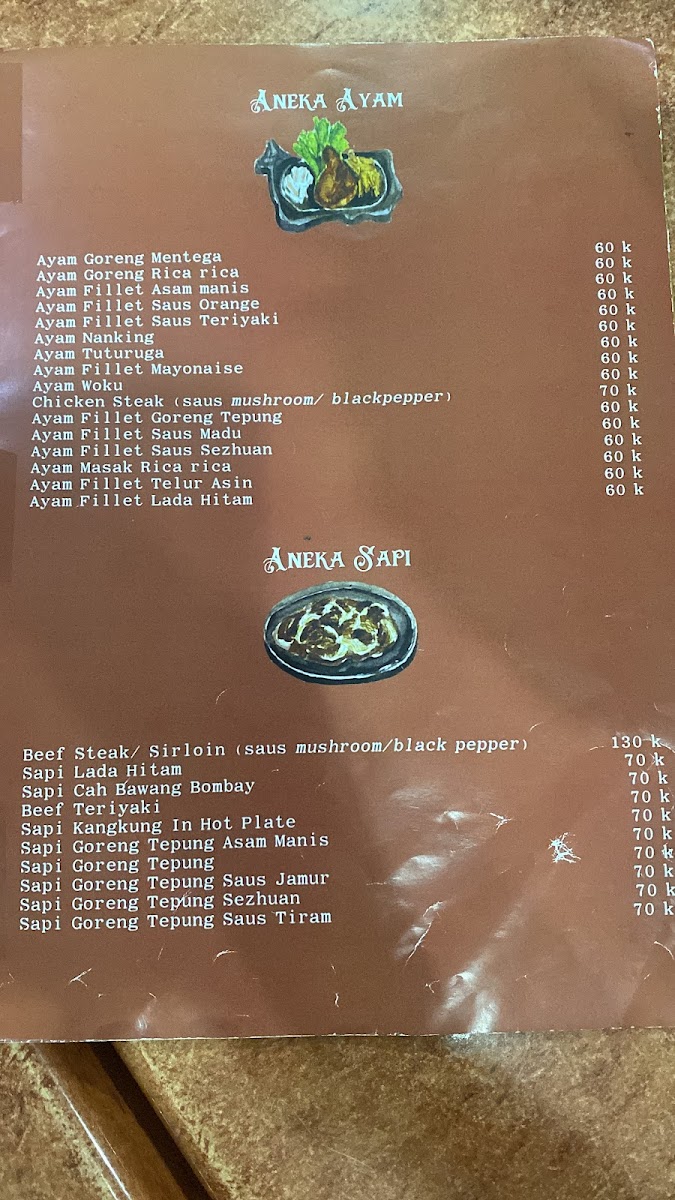 ANEKA AYAM
Ayam Goreng Mentega 60 k
Ayam Goreng Rica rica 60 k
Ayam Fillet Asam manis 60 k
Ayam Fillet Saus Orange 60 k
Ayam Fillet Saus Teriyaki 60 k
Ayam Nanking 60 k
Ayam Tuturuga 60 k
Ayam Fillet Mayonaise 60 k
Ayam Woku 60 k
Chicken Steak (saus mushroom/ blackpepper) 70 k
Ayam Fillet Goreng Tepung 60 k
Ayam Fillet Saus Madu 60 k
Ayam Fillet Saus Sezhuan 60 k
Ayam Masak Rica rica 60 k
Ayam Fillet Telur Asin 60 k
Ayam Fillet Lada Hitam 60 k
ANEKA SAPI
Beef Steak/ Sirloin (saus mushroom/black pepper) 130 k
Sapi Lada Hitam 70 k
Sapi Cah Bawang Bombay 70 k
Beef Teriyaki 70 k
Sapi Kangkung In Hot Plate 70 k
Sapi Goreng Tepung Asam Manis 70 k
Sapi Goreng Tepung 70 k
Sapi Goreng Tepung Saus Jamur 70 k
Sapi Goreng Tepung Sezhuan 70 k
Sapi Goreng Tepung Saus Tiram 70 k